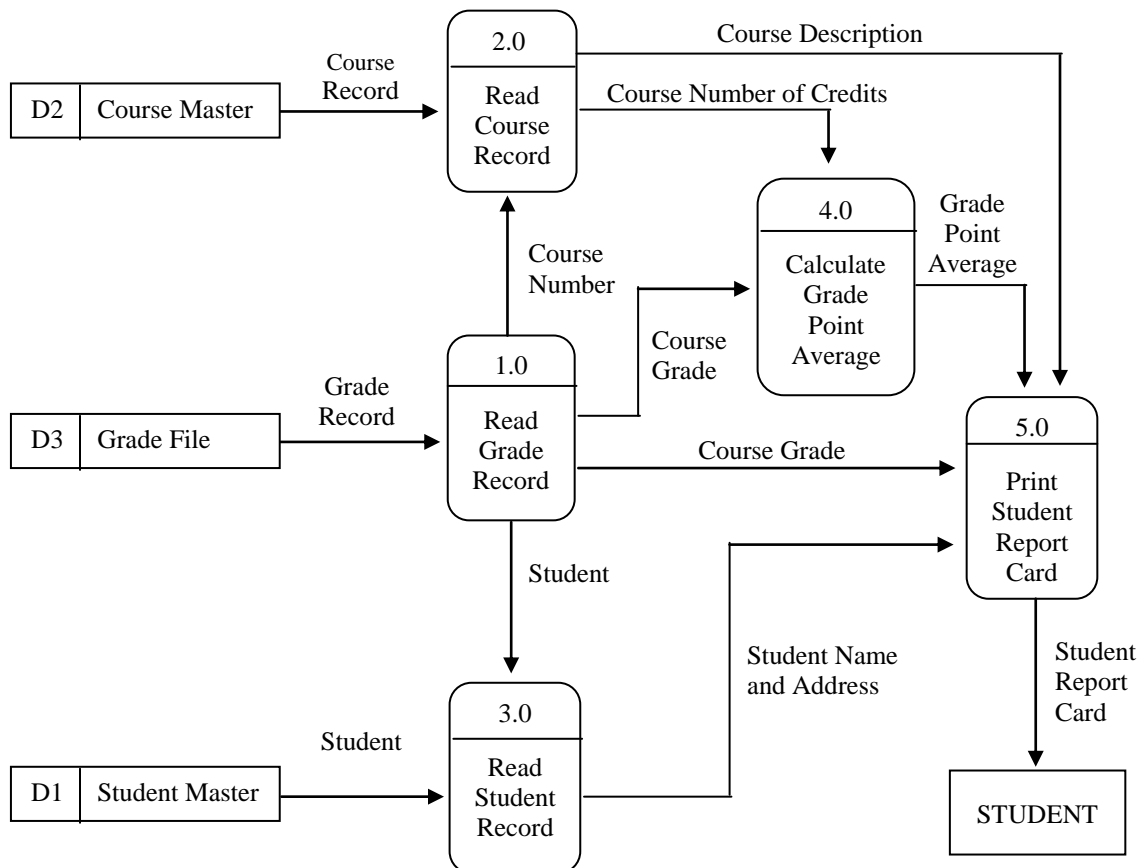 2.0
Read
Course
Record
Course Description
Course Number of Credits
Course
Record
D2
Course Master
4.0
Calculate
Grade
Point
Average
Grade
Point
Average
Course
Number
Course
Grade
1.0
Read
Grade
Record
Grade
Record
D3
Grade File
Course Grade
5.0
Print
Student
Report
Card
Student
Student Name
and Address
Student
Report
Card
3.0
Read
Student
Record
Student
D1
Student Master
STUDENT